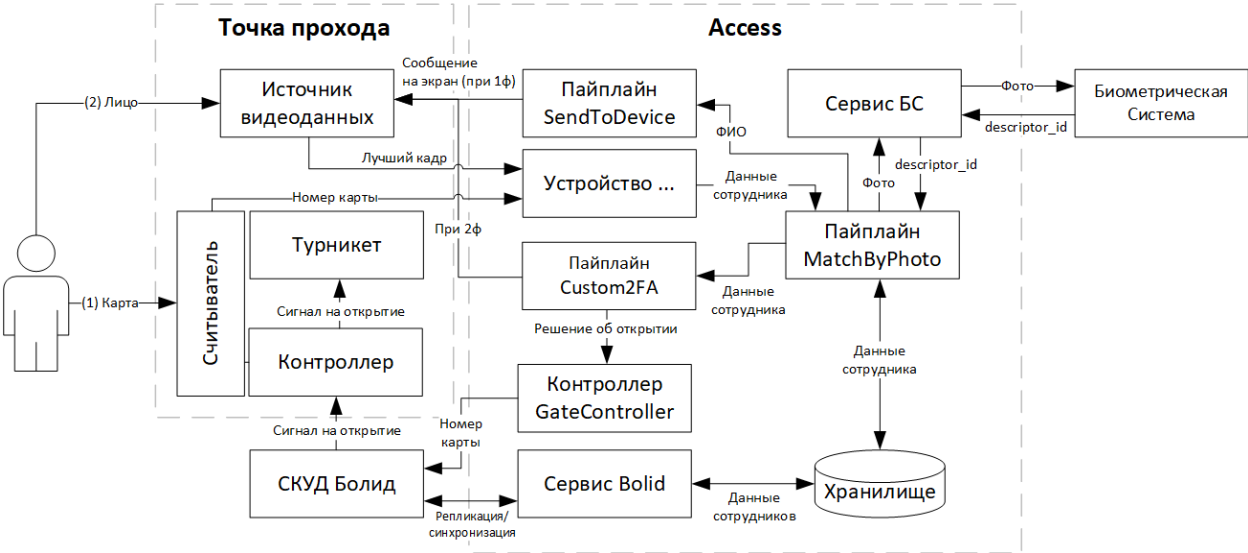 Точка прохода
Access
Сообщение
на экран (при 1ф)
(2) Лицо
Источник
видеоданных
Пайплайн
SendToDevice
Сервис БС
Фото
Биометрическая
Система
descriptor_id
ФИО
Лучший кадр
descriptor_id
Устройство ...
Данные
сотрудника
Фото
Номер карты
Считыватель
Турникет
При 2ф
Пайплайн
MatchByPhoto
Пайплайн
Custom2FA
Данные
сотрудника
(1) Карта
Сигнал на открытие
Решение об открытии
Контроллер
Данные
сотрудника
Контроллер
GateController
Сигнал на открытие
Номер
карты
СКУД Болид
Сервис Bolid
Данные
сотрудников
Хранилище
Репликация/
синхронизация